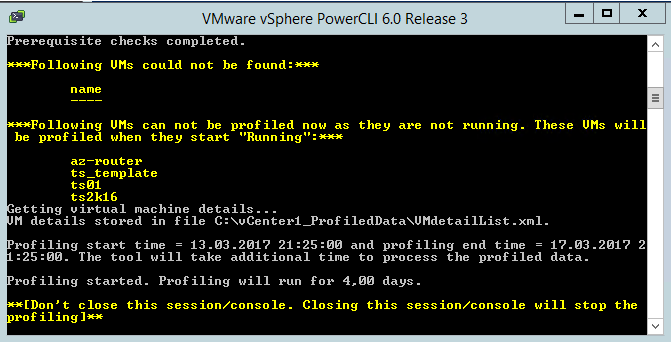 VMware vSphere PowerCLI 6.0 Release 3
Prerequisite checks completed.
***Following VMs could not be found:***
name
----
***Following VMs can not be profiled now as they are not running. These VMs will
be profiled when they start "Running":***
az-router
ts_template
ts01
ts2k16
Getting virtual machine details...
VM details stored in file C:\vCenter1_ProfiledData\VMdetailList.xml.
Profiling start time = 13.03.2017 21:25:00 and profiling end time = 17.03.2017 2
1:25:00. The tool will take additional time to process the profiled data.
Profiling started. Profiling will run for 4,00 days.
**[Don't close this session/console. Closing this session/console will stop the
profiling]**